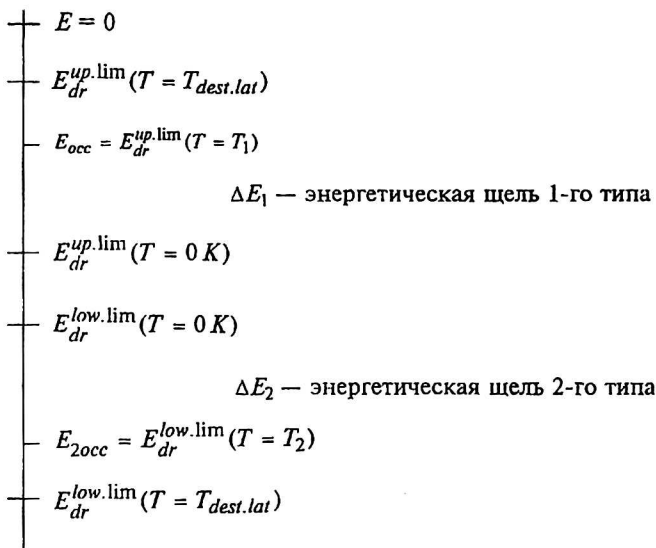 E = 0
E_{dr}^{up.lim}(T = T_{dest.lat})
E_{occ} = E_{dr}^{up.lim}(T = T_1)
ΔE_1 — энергетическая щель 1-го типа
E_{dr}^{up.lim}(T = 0 K)
E_{dr}^{low.lim}(T = 0 K)
ΔE_2 — энергетическая щель 2-го типа
E_{2occ} = E_{dr}^{low.lim}(T = T_2)
E_{dr}^{low.lim}(T = T_{dest.lat})